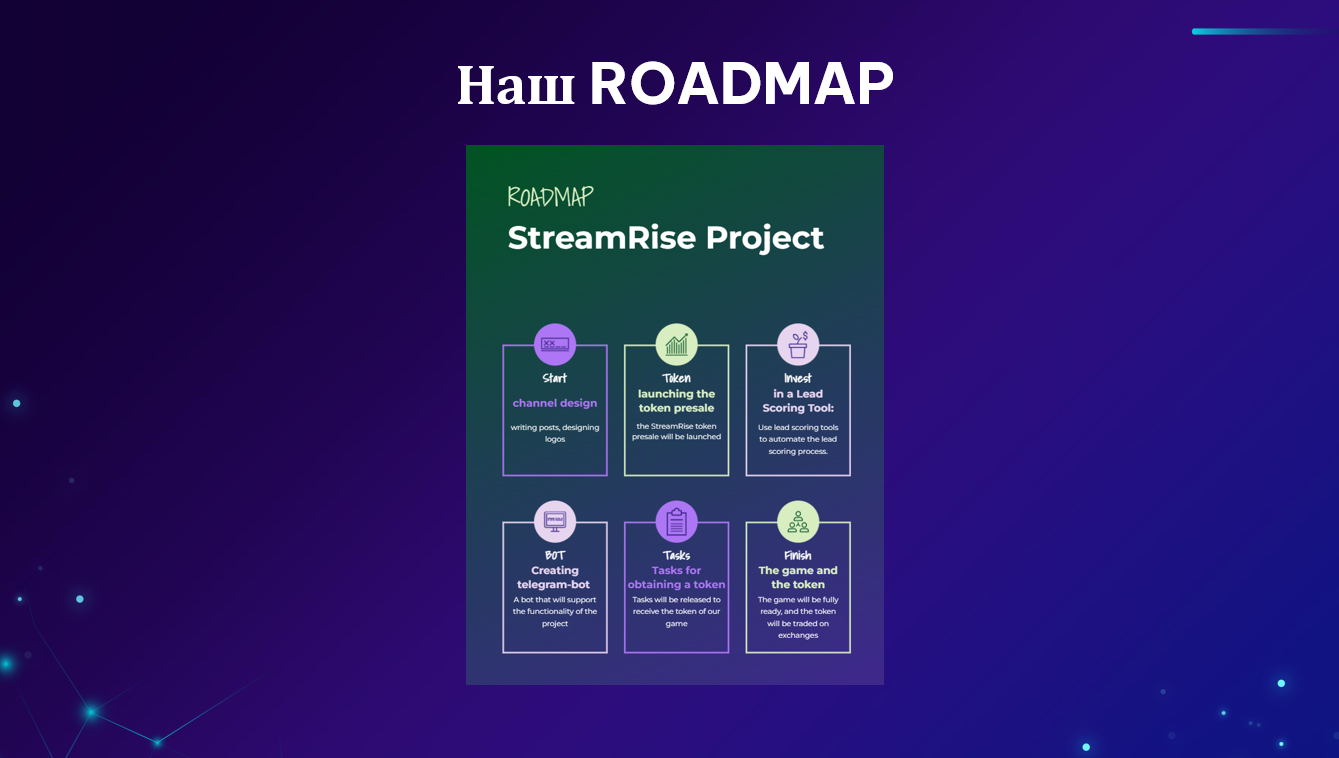 Наш ROADMAP
ROADMAP
StreamRise Project
Start
channel design
writing posts, designing
logos
Token
launching the
token presale
the StreamRise token
presale will be launched
Invest
in a Lead
Scoring Tool:
Use lead scoring tools
to automate the lead
scoring process.
BOT
Creating
telegram-bot
A bot that will support
the functionality of the
project
Tasks
Tasks for
obtaining a token
Tasks will be released to
receive the token of our
game
Finish
The game and
the token
The game will be fully
ready, and the token
will be traded on
exchanges